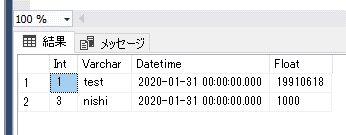 100 %
結果 メッセージ
Int Varchar Datetime Float
1 1 test 2020-01-31 00:00:00.000 19910618
2 3 nishi 2020-01-31 00:00:00.000 1000